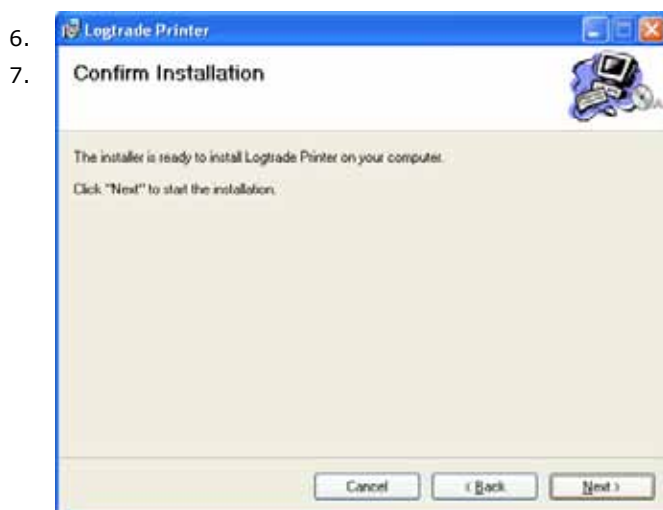 6.
Logtrade Printer
7.
Confirm Installation
The installer is ready to install Logtrade Printer on your computer.
Click "Next" to start the installation.
Cancel
< Back
Next >